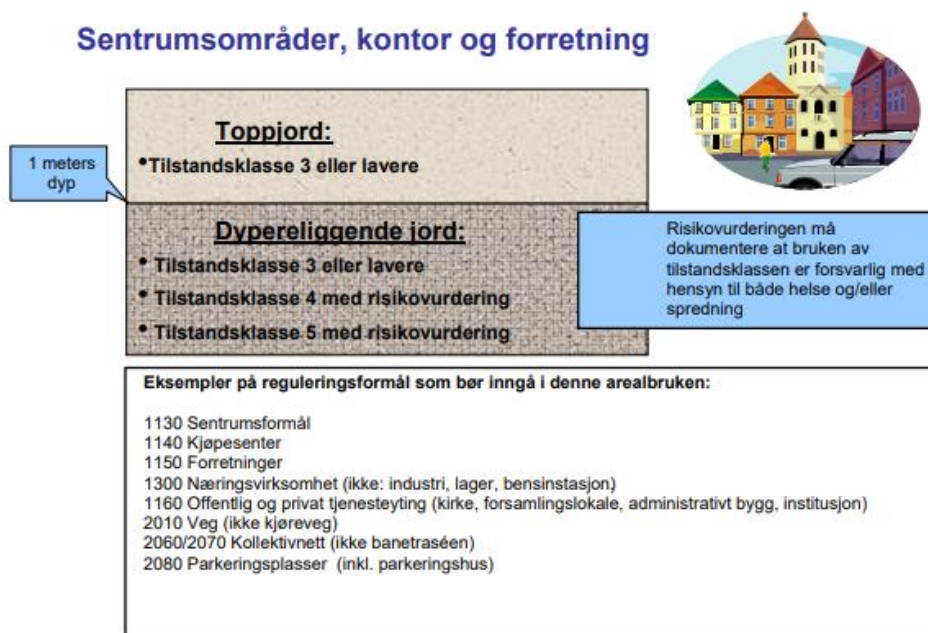 Sentrumsområder, kontor og forretning
Toppjord:
•Tilstandsklasse 3 eller lavere
1 meters
dyp
Dypereliggende jord:
• Tilstandsklasse 3 eller lavere
• Tilstandsklasse 4 med risikovurdering
• Tilstandsklasse 5 med risikovurdering
Risikovurderingen må
dokumentere at bruken av
tilstandsklassen er forsvarlig med
hensyn til både helse og/eller
spredning
Eksempler på reguleringsformål som bør inngå i denne arealbruken:
1130 Sentrumsformål
1140 Kjøpesenter
1150 Forretninger
1300 Næringsvirksomhet (ikke: industri, lager, bensinstasjon)
1160 Offentlig og privat tjenesteyting (kirke, forsamlingslokale, administrativt bygg, institusjon)
2010 Veg (ikke kjøreveg)
2060/2070 Kollektivnett (ikke banetraséen)
2080 Parkeringsplasser (inkl. parkeringshus)